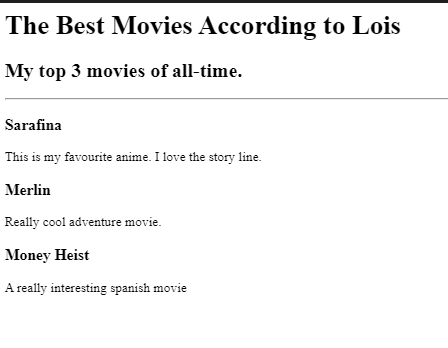 The Best Movies According to Lois
My top 3 movies of all-time.
Sarafina
This is my favourite anime. I love the story line.
Merlin
Really cool adventure movie.
Money Heist
A really interesting spanish movie